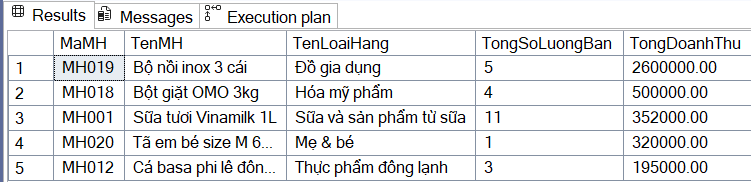 Results Messages Execution plan
MaMH TenMH TenLoaiHang TongSoLuongBan TongDoanhThu
1 MH019 Bộ nồi inox 3 cái Đồ gia dụng 5 2600000.00
2 MH018 Bột giặt OMO 3kg Hóa mỹ phẩm 4 500000.00
3 MH001 Sữa tươi Vinamilk 1L Sữa và sản phẩm từ sữa 11 352000.00
4 MH020 Tã em bé size M 6... Mẹ & bé 1 320000.00
5 MH012 Cá basa phi lê đôn... Thực phẩm đông lạnh 3 195000.00